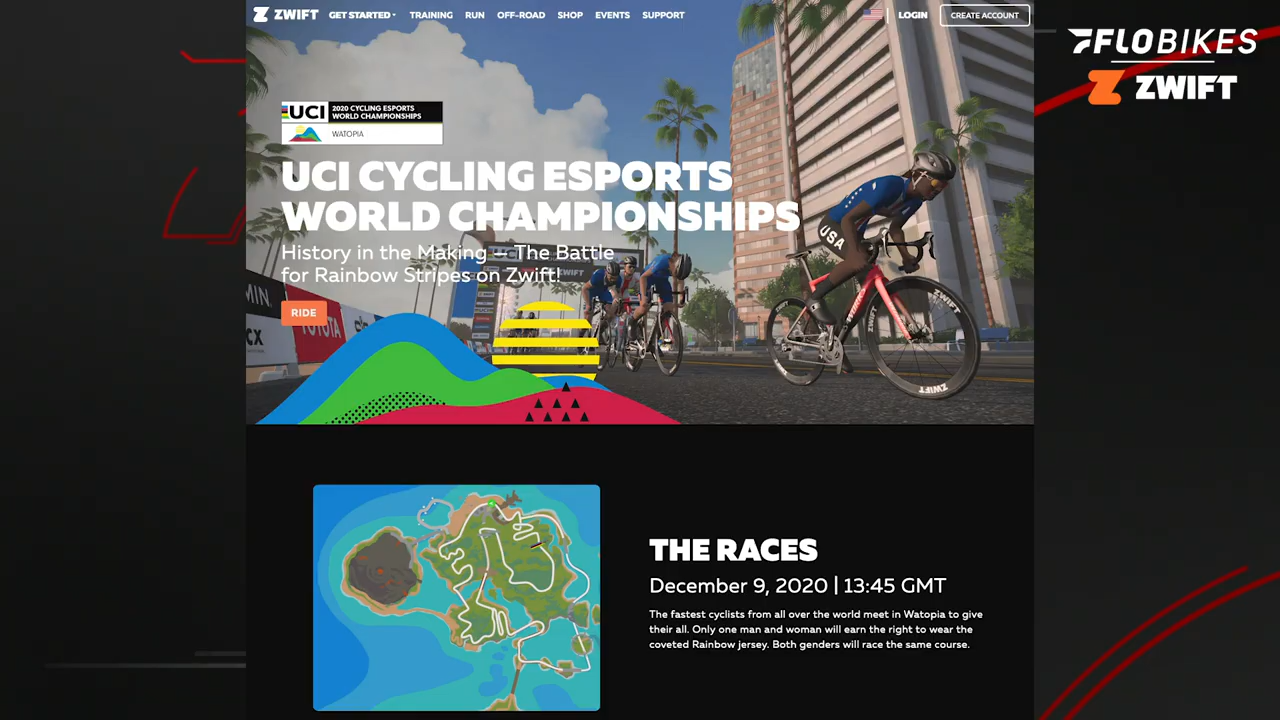 ZWIFT GET STARTED TRAINING RUN OFF-ROAD SHOP EVENTS SUPPORT LOGIN CREATE ACCOUNT
FLOBIKES
ZWIFT
UCI 2020 CYCLING ESPORTS
WORLD CHAMPIONSHIPS
WATOPIA
UCI CYCLING ESPORTS
WORLD CHAMPIONSHIPS
History in the Making – The Battle
for Rainbow Stripes on Zwift!
RIDE
USA
ZWIFT
TOYOTA
ZWIFT
ZWIFT
THE RACES
December 9, 2020 | 13:45 GMT
The fastest cyclists from all over the world meet in Watopia to give
their all. Only one man and woman will earn the right to wear the
coveted Rainbow jersey. Both genders will race the same course.